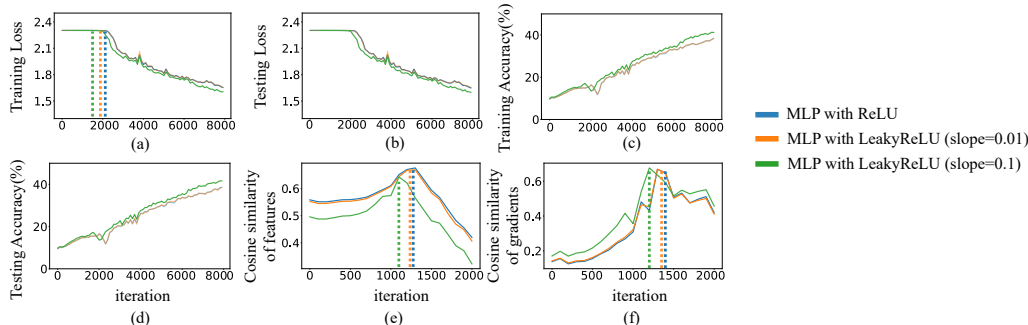 Training Loss
2.4
2.1
1.8
1.5
0 2000 4000 6000 8000
(a)
Testing Loss
2.4
2.1
1.8
1.5
0 2000 4000 6000 8000
(b)
Training Accuracy(%)
60
40
20
0
0 2000 4000 6000 8000
(c)
MLP with ReLU
MLP with LeakyReLU (slope=0.01)
MLP with LeakyReLU (slope=0.1)
Testing Accuracy(%)
40
20
0
0 2000 4000 6000 8000
iteration
(d)
Cosine similarity
of features
0.6
0.5
0.4
0 500 1000 1500 2000
iteration
(e)
Cosine similarity
of gradients
0.6
0.4
0.2
0 500 1000 1500 2000
iteration
(f)